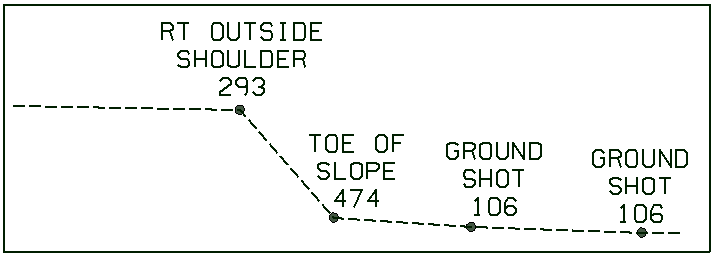 RT OUTSIDE
SHOULDER
293
TOE OF
SLOPE
474
GROUND
SHOT
106
GROUND
SHOT
106